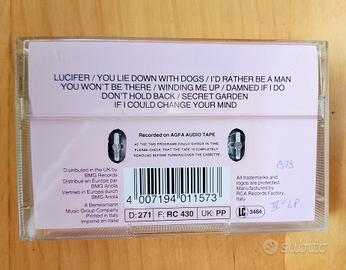 LUCIFER / YOU LIE DOWN WITH DOGS / I'D RATHER BE A MAN
YOU WON'T BE THERE / WINDING ME UP / DAMNED IF I DO
DON'T HOLD BACK / SECRET GARDEN
IF I COULD CHANGE YOUR MIND
Recorded on AGFA AUDIO TAPE
AS THE TWO PROGRAMS COULD DIFFER IN TIME,
PLEASE CHECK THAT THE TAPE IS COMPLETELY
REWOUND BEFORE TURNING OVER THE CASSETTE.
Distributed in the UK by
BMG Records
Distribué en Europe par
BMG Ariola
Vertrieb in Europa durch
BMG Ariola
A Bertelsmann
Music Group Company
Printed in Italy
Imprimé en Italie
4 007194 011573
All trademarks and
logos are protected.
Manufactured by
RCA Records Factory,
Italy
1979
LP
D: 271 F: RC 430 UK: PP LC 3484
subito